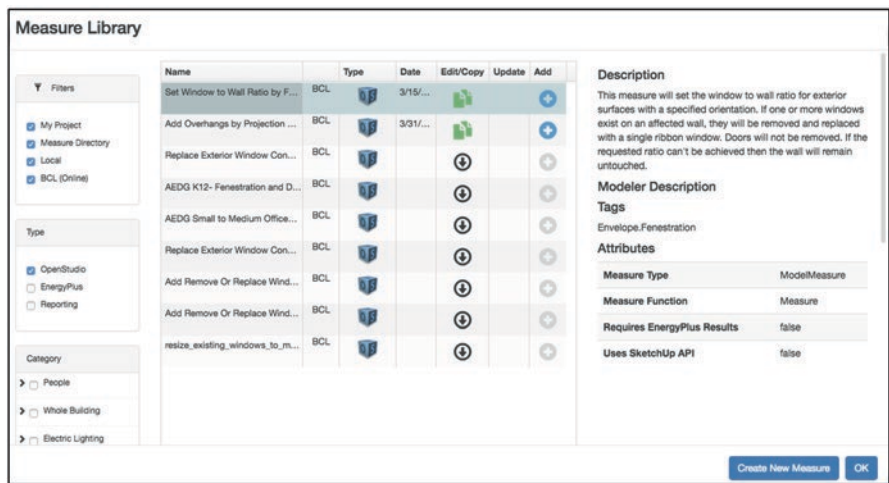 Measure Library
Filters
My Project
Measure Directory
Local
BCL (Online)
Type
OpenStudio
EnergyPlus
Reporting
Category
People
Whole Building
Electric Lighting
Name Type Date Edit/Copy Update Add
Set Window to Wall Ratio by F... BCL 3/15/...
Add Overhangs by Projection ... BCL 3/31/...
Replace Exterior Window Con... BCL
AEDG K12- Fenestration and D... BCL
AEDG Small to Medium Office... BCL
Replace Exterior Window Con... BCL
Add Remove Or Replace Wind... BCL
Add Remove Or Replace Wind... BCL
resize_existing_windows_to_m... BCL
Description
This measure will set the window to wall ratio for exterior
surfaces with a specified orientation. If one or more windows
exist on an affected wall, they will be removed and replaced
with a single ribbon window. Doors will not be removed. If the
requested ratio can't be achieved then the wall will remain
untouched.
Modeler Description
Tags
Envelope.Fenestration
Attributes
Measure Type ModelMeasure
Measure Function Measure
Requires EnergyPlus Results false
Uses SketchUp API false
Create New Measure OK